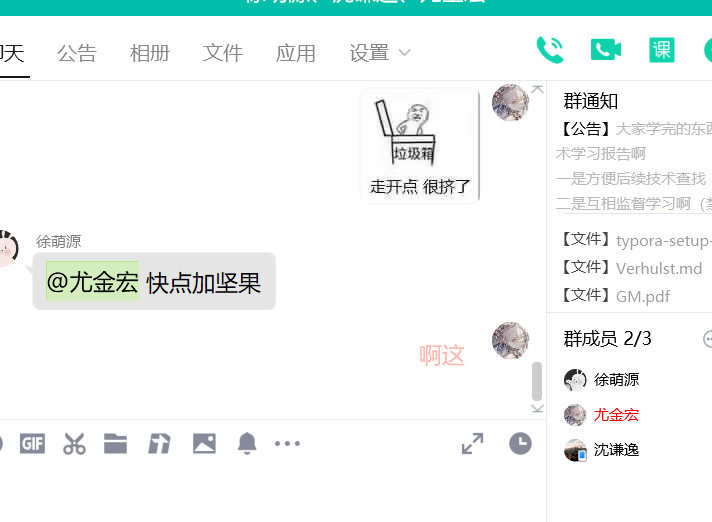 聊天 公告 相册 文件 应用 设置
课
垃圾箱
走开点 很挤了
徐萌源
@尤金宏 快点加坚果
啊这
GIF
群通知
【公告】大家学完的东西
术学习报告啊
一是方便后续技术查找
二是互相监督学习啊（禁
【文件】typora-setup-
【文件】Verhulst.md
【文件】GM.pdf
群成员 2/3
徐萌源
尤金宏
沈谦逸